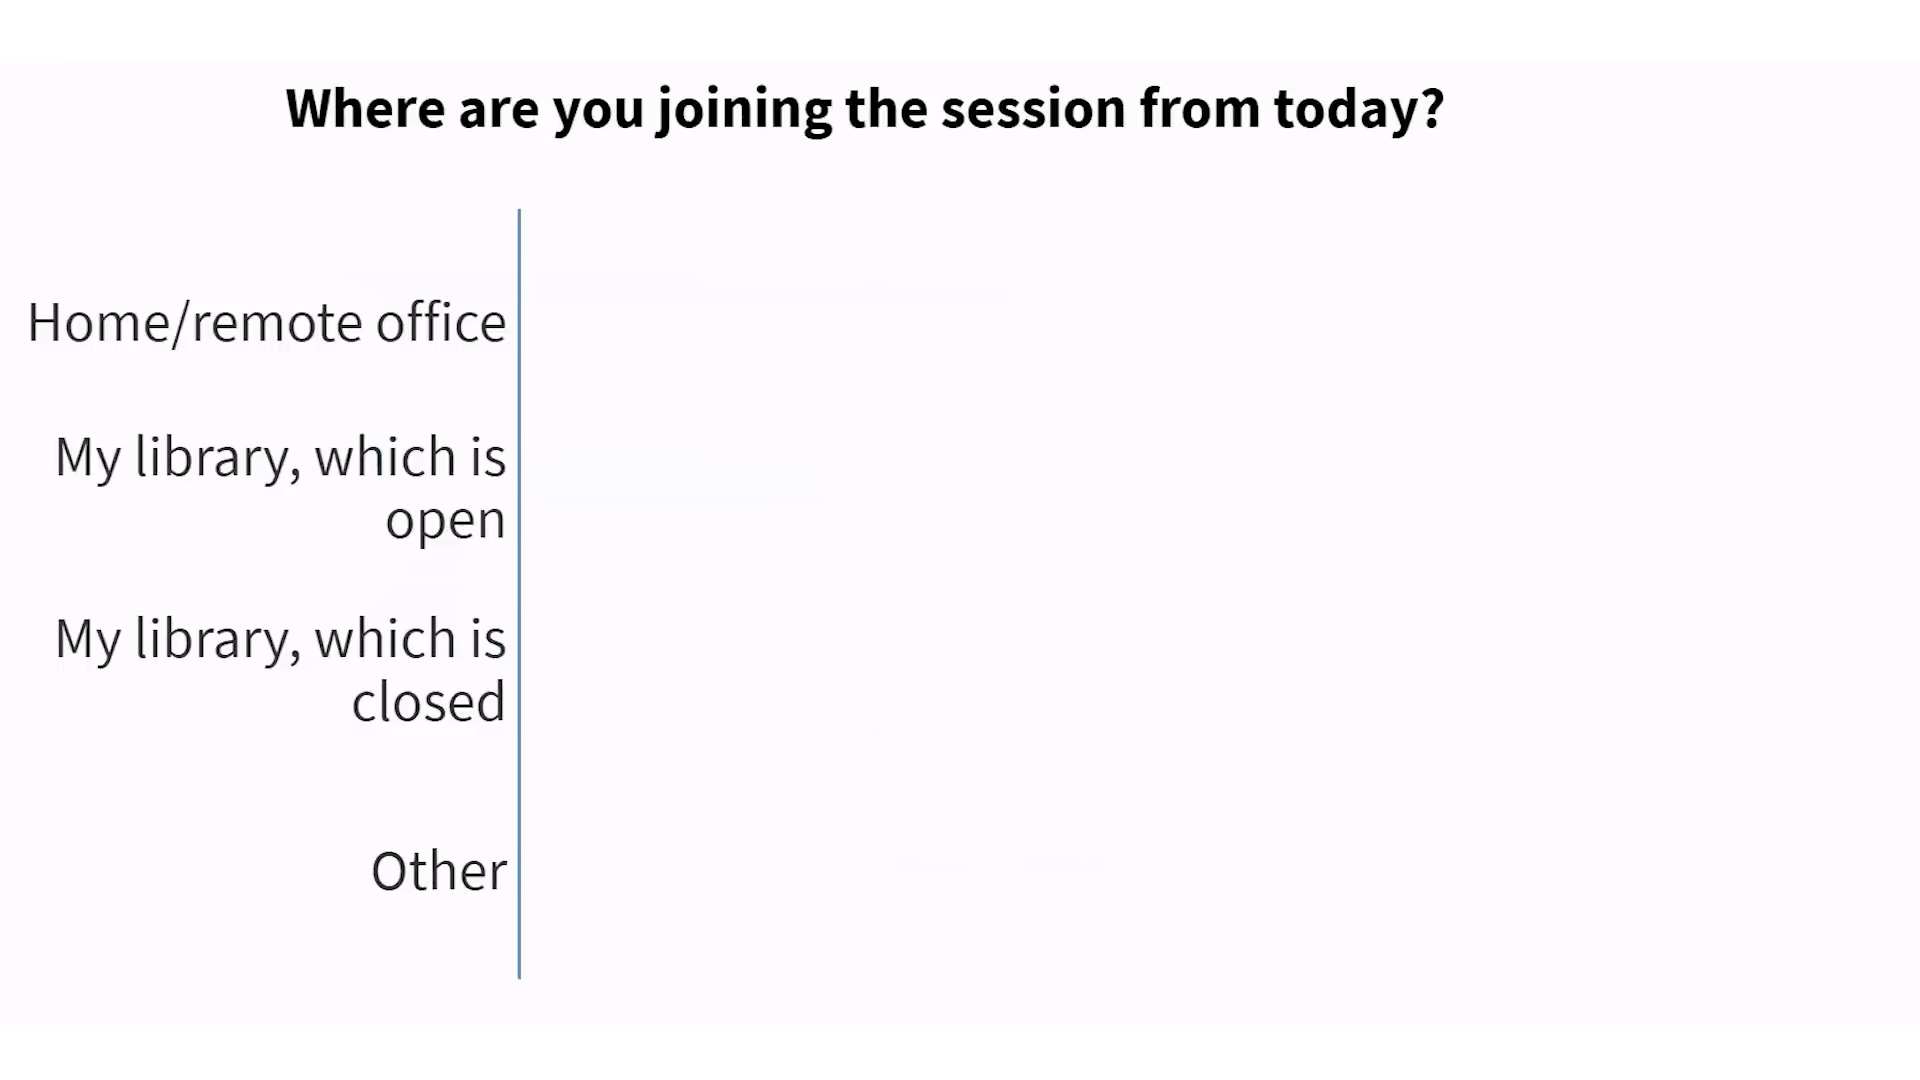 Where are you joining the session from today?
Home/remote office
My library, which is
open
My library, which is
closed
Other